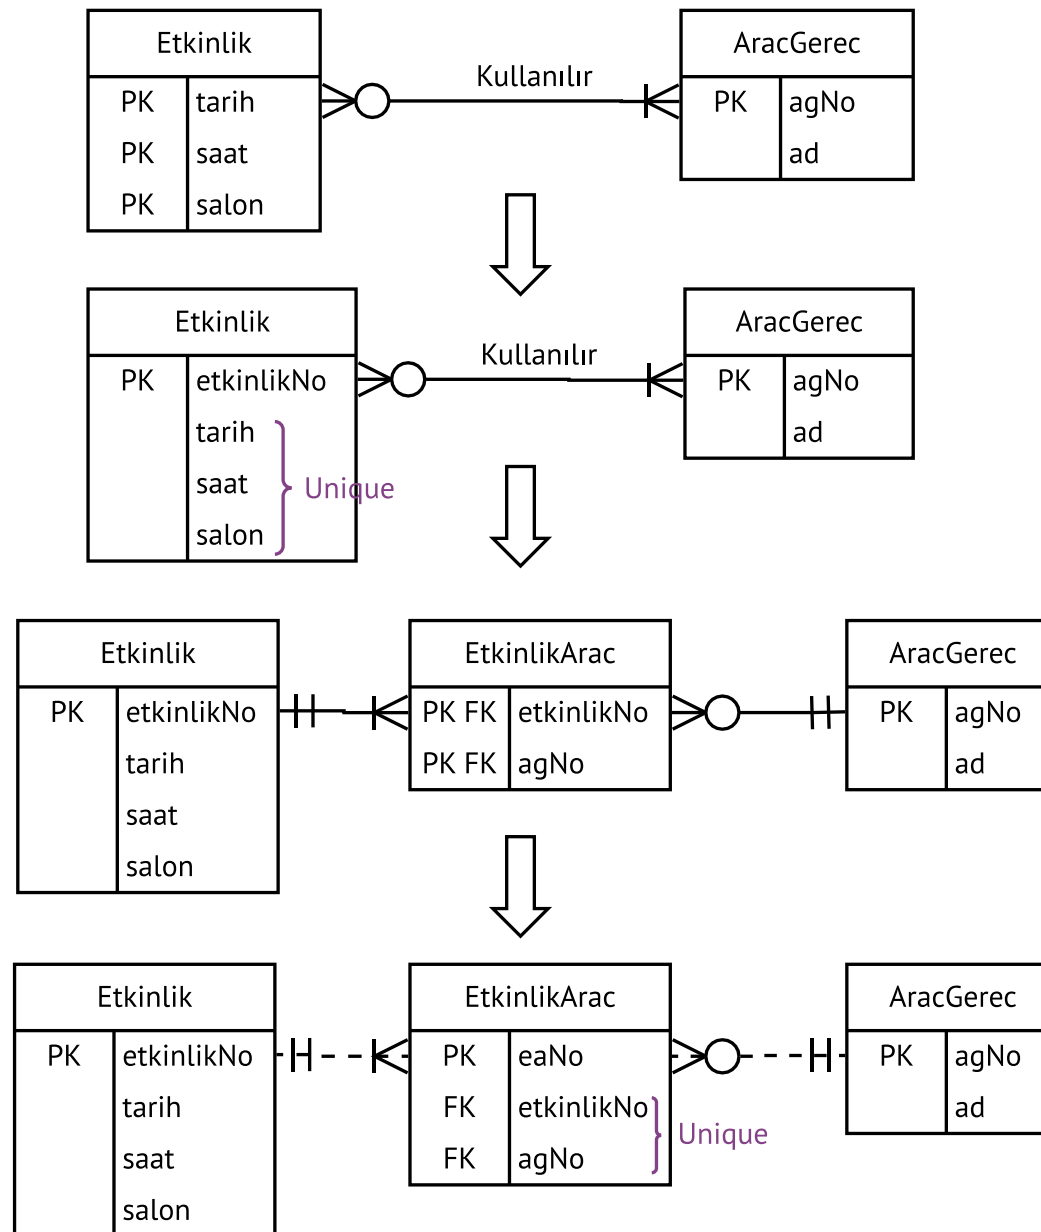 Etkinlik
PK tarih
PK saat
PK salon
Kullanılır
AracGerec
PK agNo
ad
Etkinlik
PK etkinlikNo
tarih
saat
salon
Unique
Kullanılır
AracGerec
PK agNo
ad
Etkinlik
PK etkinlikNo
tarih
saat
salon
EtkinlikArac
PK FK etkinlikNo
PK FK agNo
AracGerec
PK agNo
ad
Etkinlik
PK etkinlikNo
tarih
saat
salon
EtkinlikArac
PK eaNo
FK etkinlikNo
FK agNo
Unique
AracGerec
PK agNo
ad